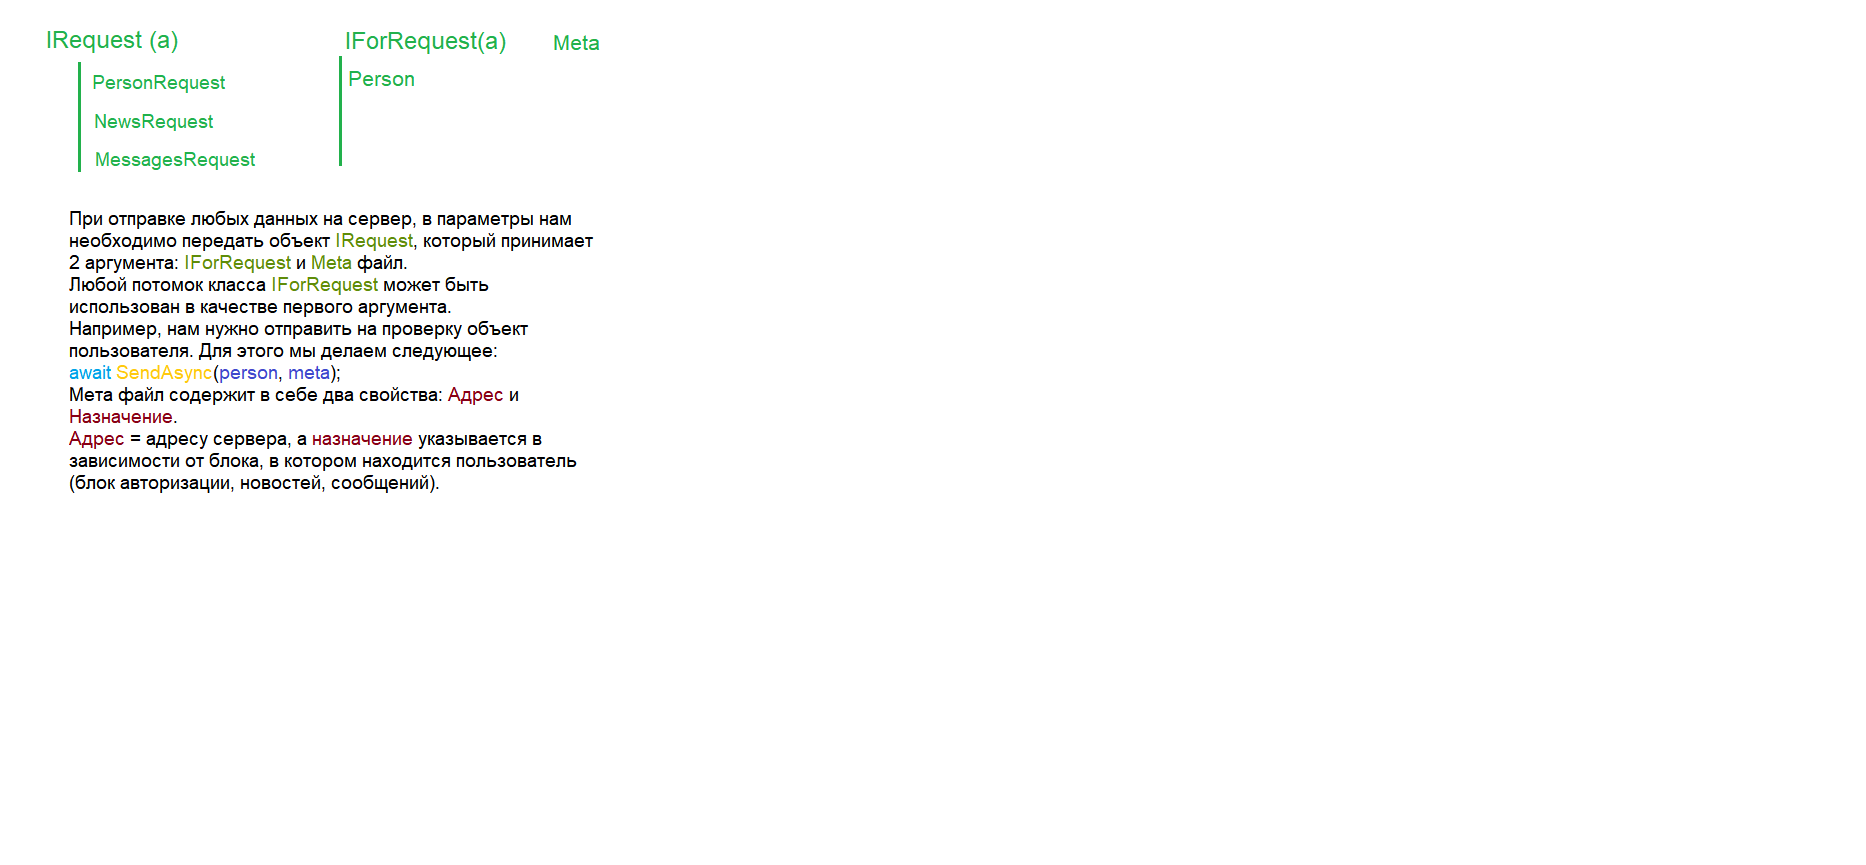 IRequest (a)
PersonRequest
NewsRequest
MessagesRequest
IForRequest(a)
Person
Meta
При отправке любых данных на сервер, в параметры нам
необходимо передать объект IRequest, который принимает
2 аргумента: IForRequest и Meta файл.
Любой потомок класса IForRequest может быть
использован в качестве первого аргумента.
Например, нам нужно отправить на проверку объект
пользователя. Для этого мы делаем следующее:
await SendAsync(person, meta);
Мета файл содержит в себе два свойства: Адрес и
Назначение.
Адрес = адресу сервера, а назначение указывается в
зависимости от блока, в котором находится пользователь
(блок авторизации, новостей, сообщений).